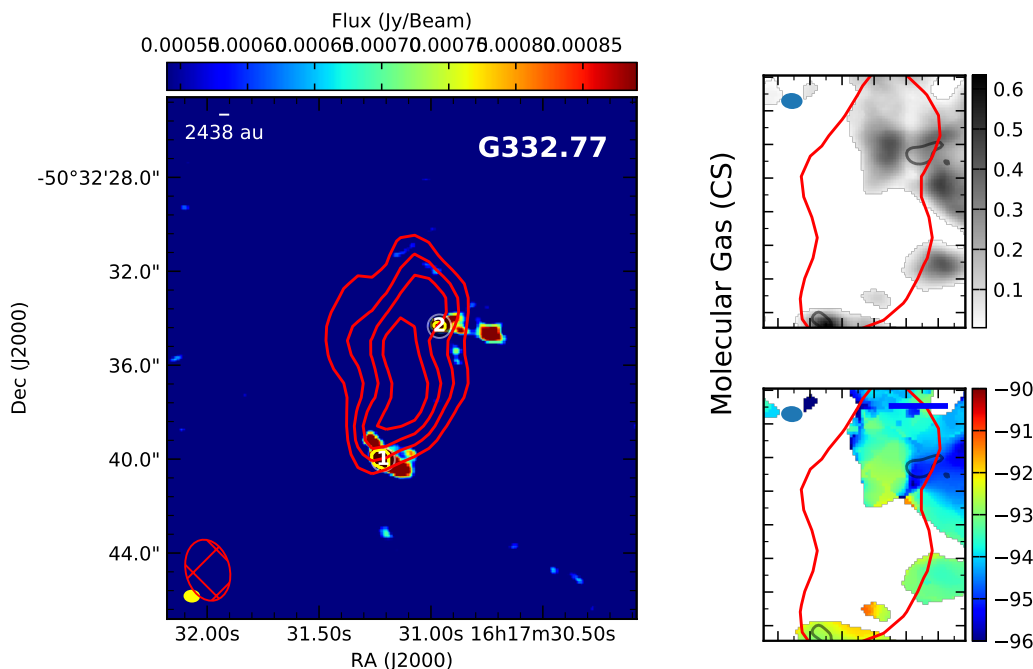 Flux (Jy/Beam)
0.00055 0.00060 0.00065 0.00070 0.00075 0.00080 0.00085
2438 au
G332.77
-50°32'28.0"
32.0"
36.0"
40.0"
44.0"
Dec (J2000)
2
1
32.00s 31.50s 31.00s 16h17m30.50s
RA (J2000)
Molecular Gas (CS)
0.6
0.5
0.4
0.3
0.2
0.1
−90
−91
−92
−93
−94
−95
−96